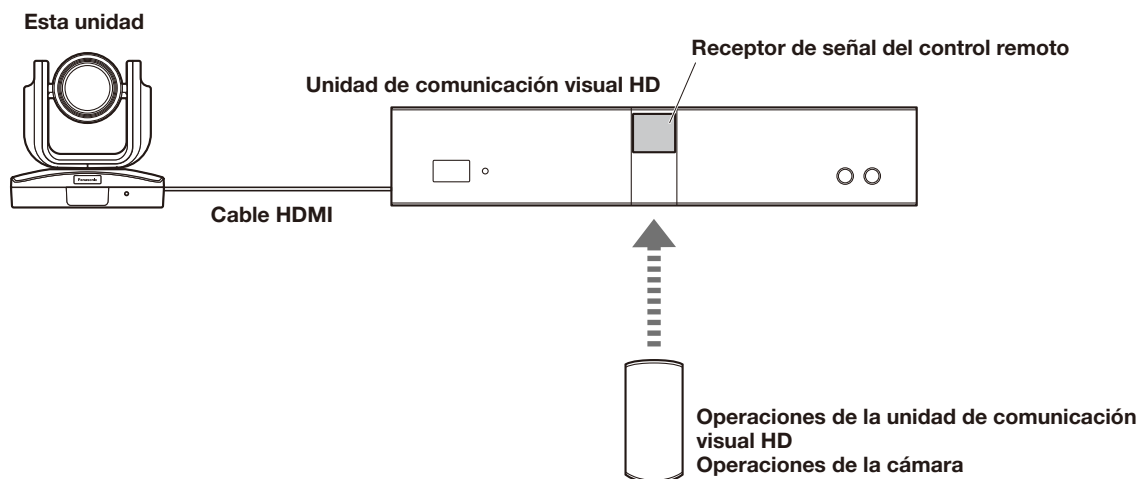 Esta unidad
Receptor de señal del control remoto
Unidad de comunicación visual HD
Panasonic
Cable HDMI
Operaciones de la unidad de comunicación
visual HD
Operaciones de la cámara